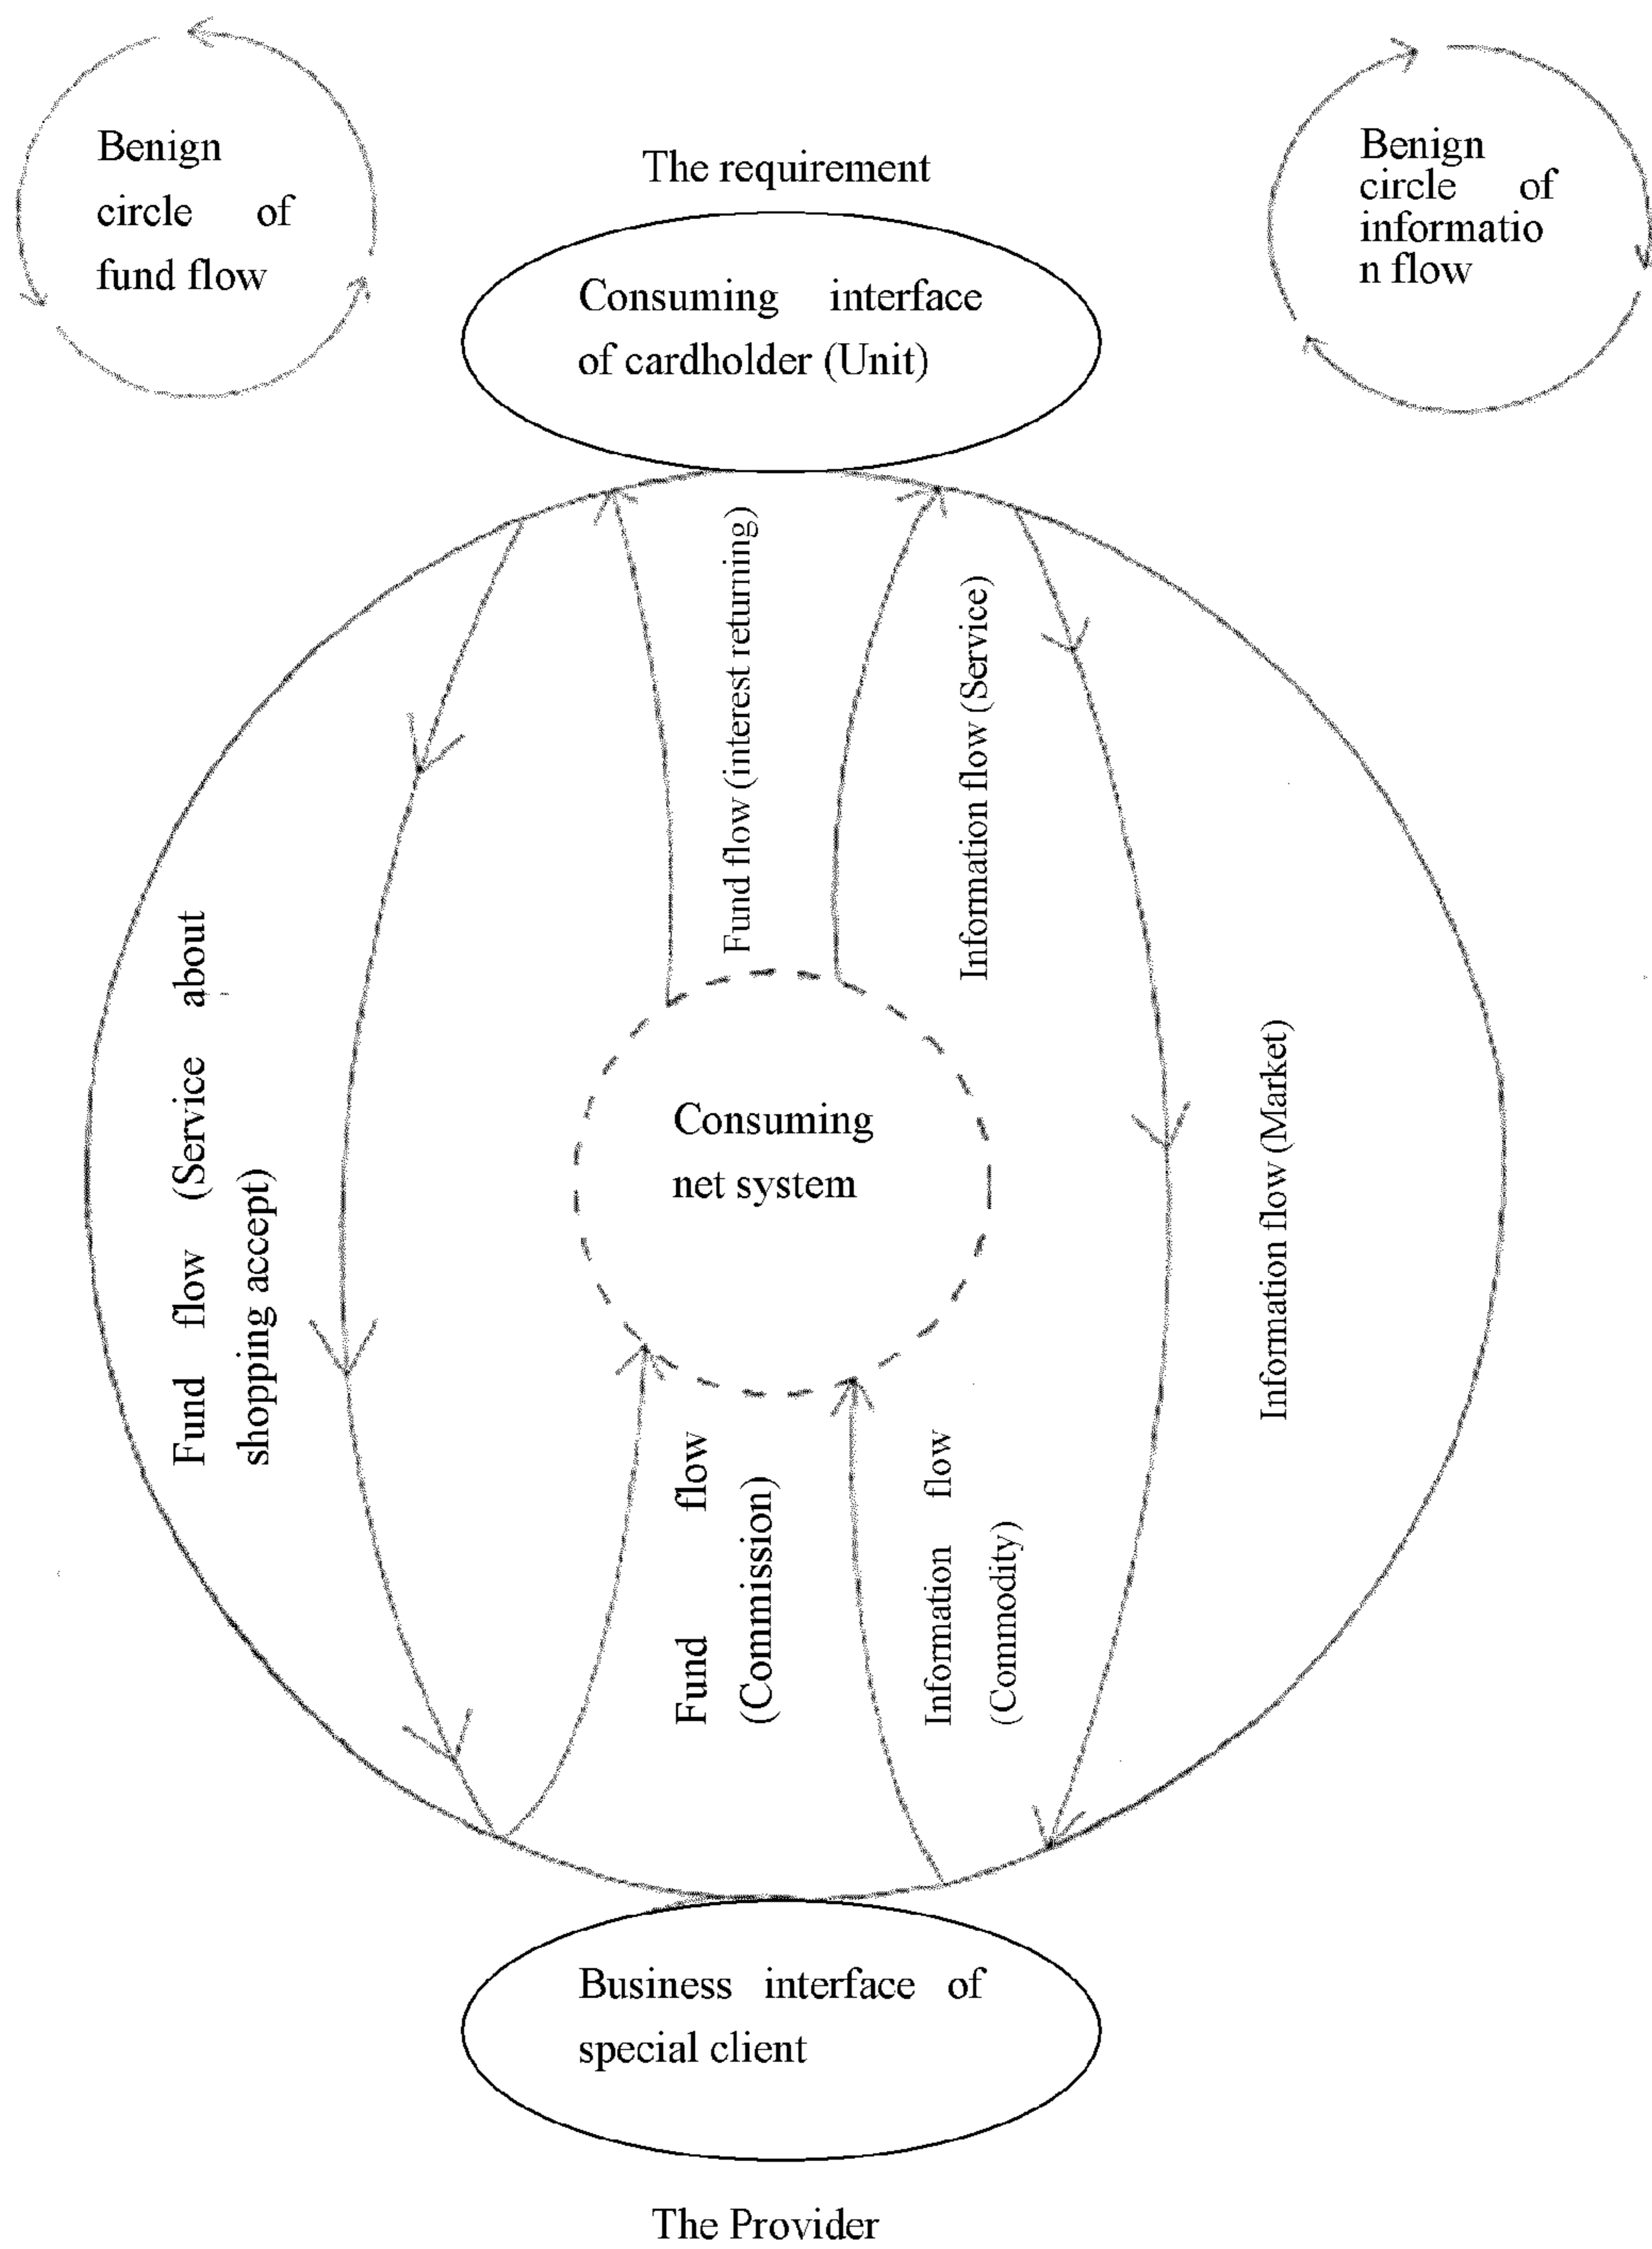 Benign
circle of
fund flow
The requirement
Benign
circle of
informatio
n flow
Consuming interface
of cardholder (Unit)
Fund flow (interest returning)
Information flow (Service)
Fund flow (Service about
shopping accept)
Consuming
net system
Information flow (Market)
Fund flow
(Commission)
Information flow
(Commodity)
Business interface of
special client
The Provider